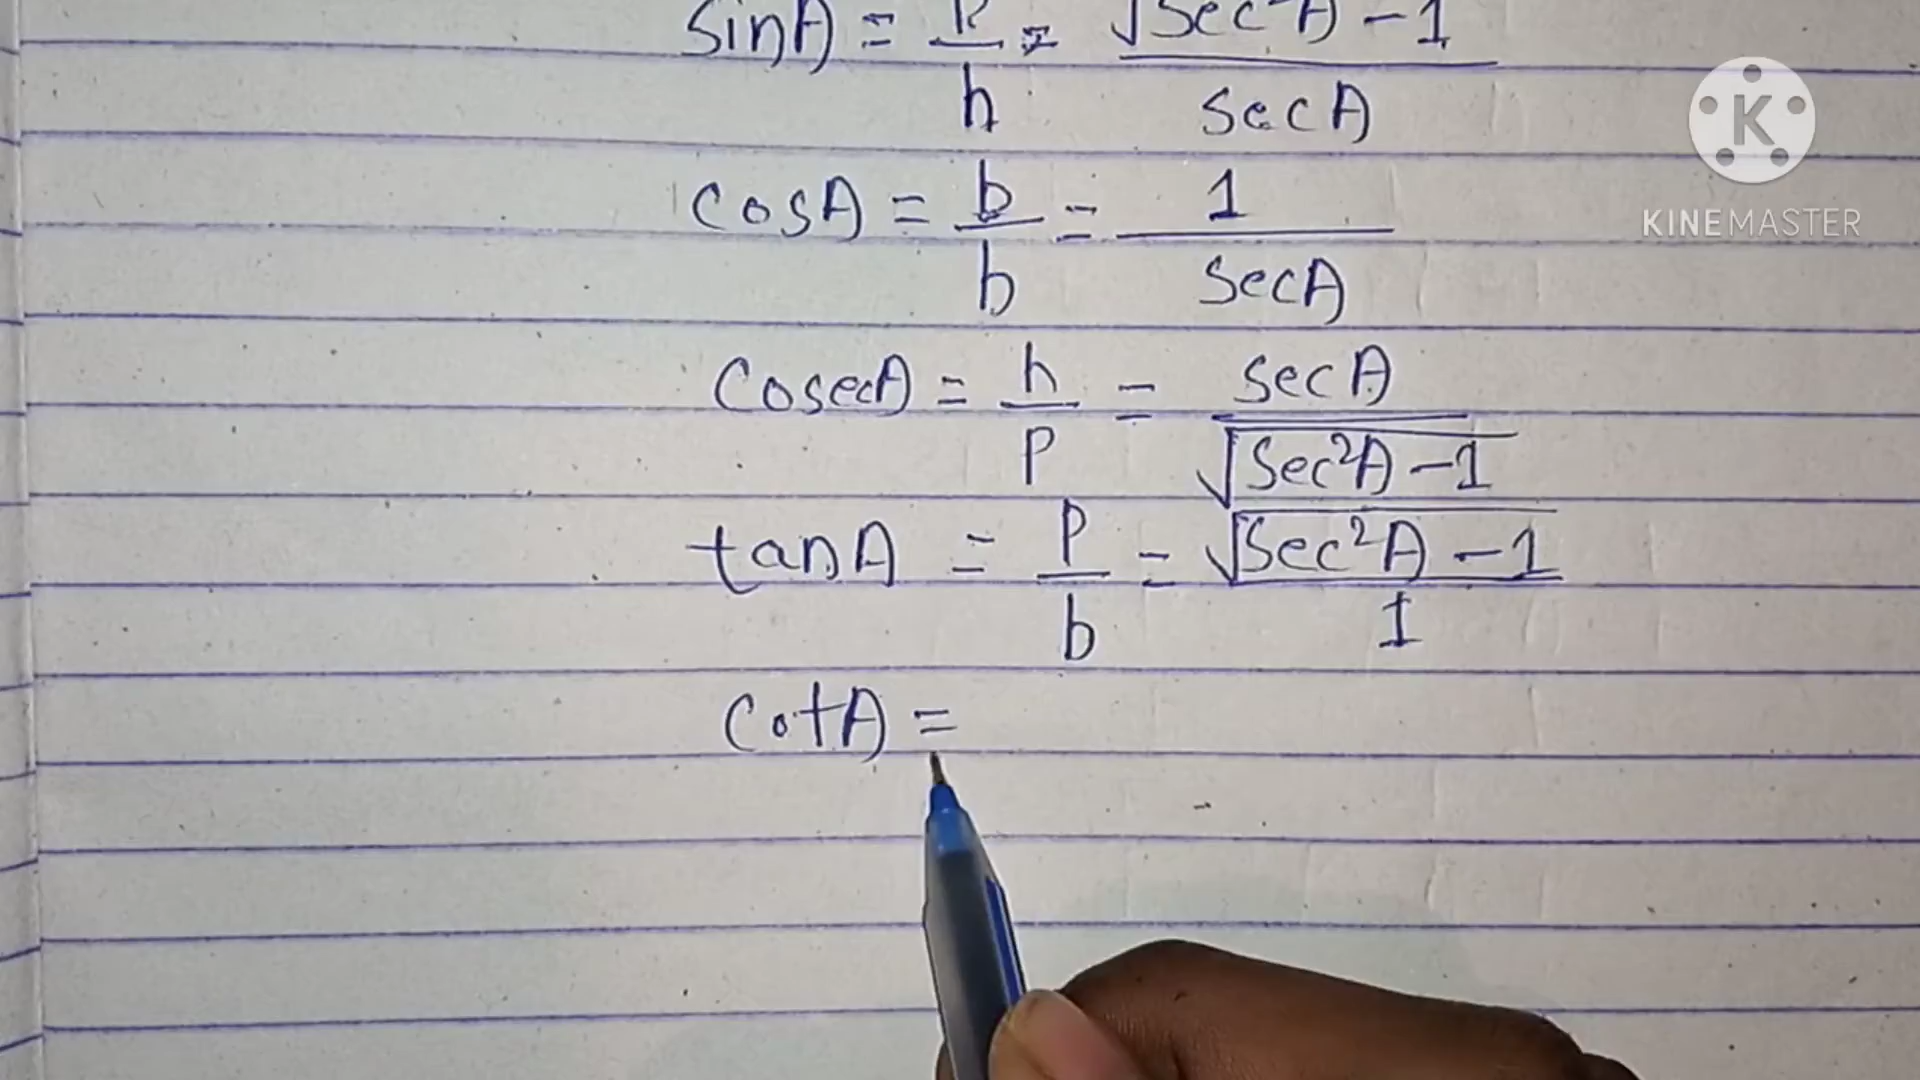 sinA = p/h = √sec²A - 1 / secA
K
cosA = b/h = 1/secA
KINEMASTER
cosecA = h/p = secA/√sec²A - 1
tanA = p/b = √sec²A - 1 / 1
cotA =